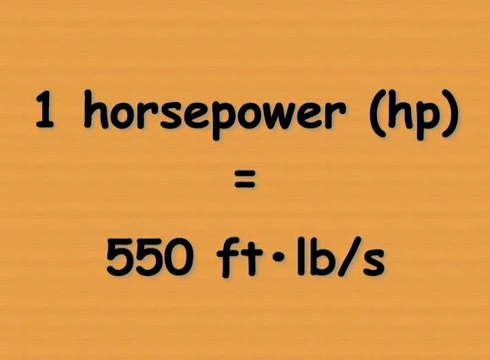 1 horsepower (hp)
=
550 ft•lb/s